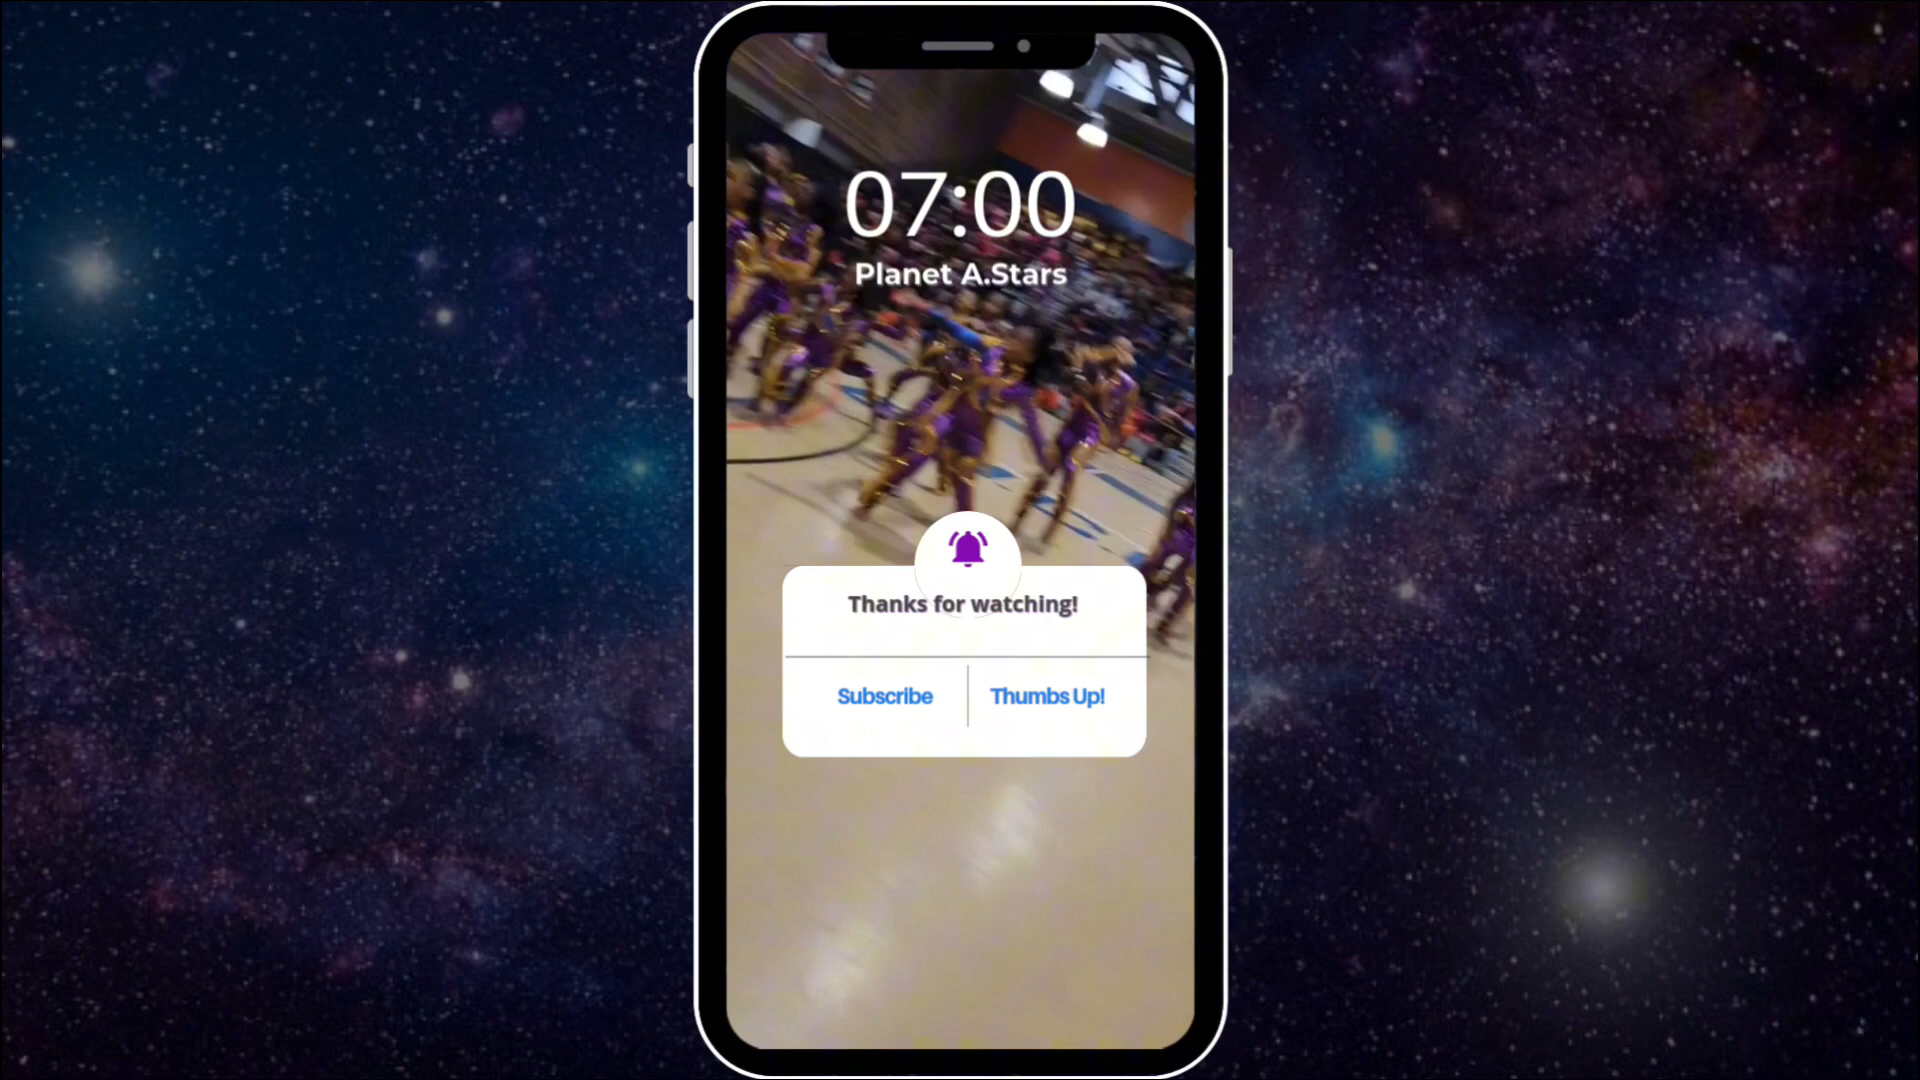 07:00
Planet A.Stars
Thanks for watching!
Subscribe
Thumbs Up!